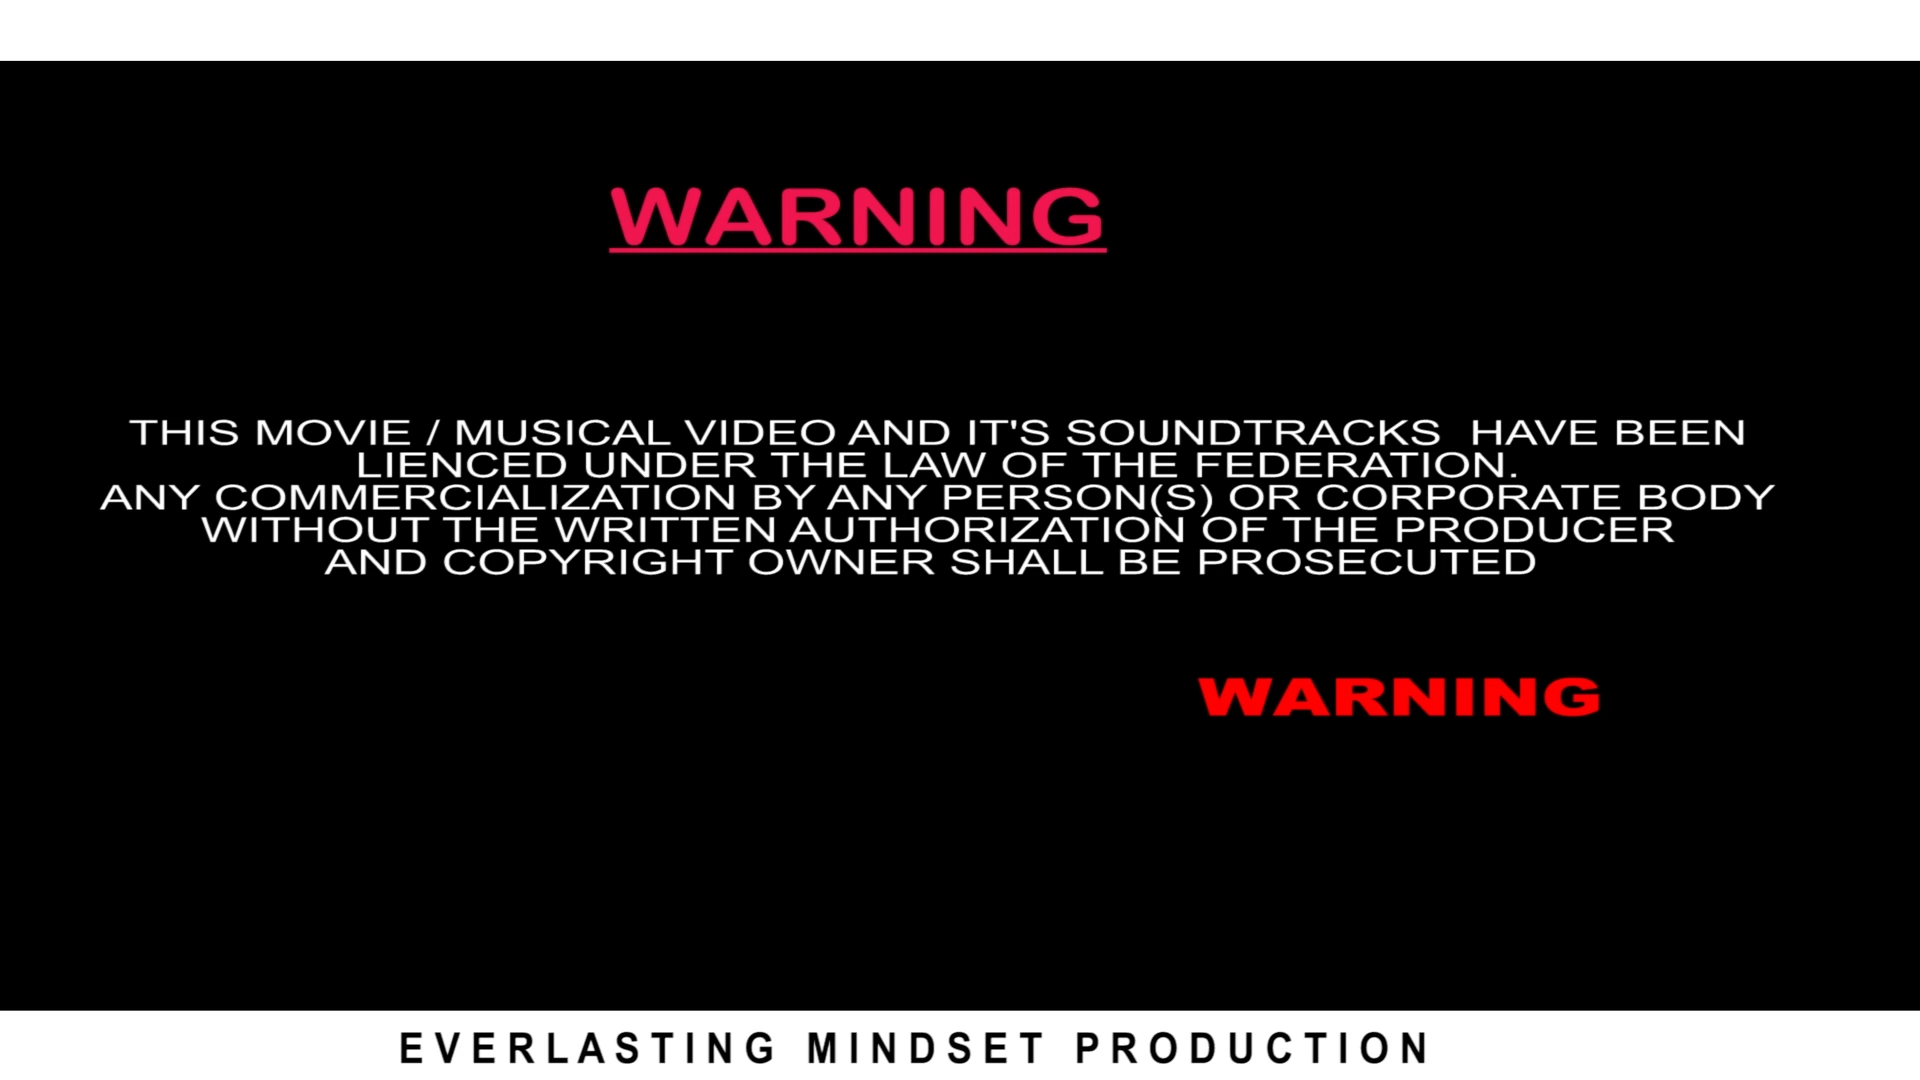 WARNING
THIS MOVIE / MUSICAL VIDEO AND IT'S SOUNDTRACKS  HAVE BEEN
LIENCED UNDER THE LAW OF THE FEDERATION.
ANY COMMERCIALIZATION BY ANY PERSON(S) OR CORPORATE BODY
WITHOUT THE WRITTEN AUTHORIZATION OF THE PRODUCER
AND COPYRIGHT OWNER SHALL BE PROSECUTED
WARNING
EVERLASTING MINDSET PRODUCTION